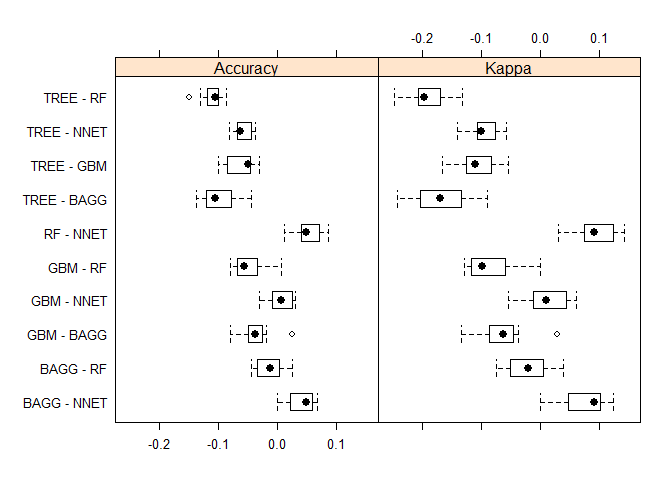 -0.2 -0.1 0.0 0.1
Accuracy Kappa
TREE - RF
TREE - NNET
TREE - GBM
TREE - BAGG
RF - NNET
GBM - RF
GBM - NNET
GBM - BAGG
BAGG - RF
BAGG - NNET
-0.2 -0.1 0.0 0.1